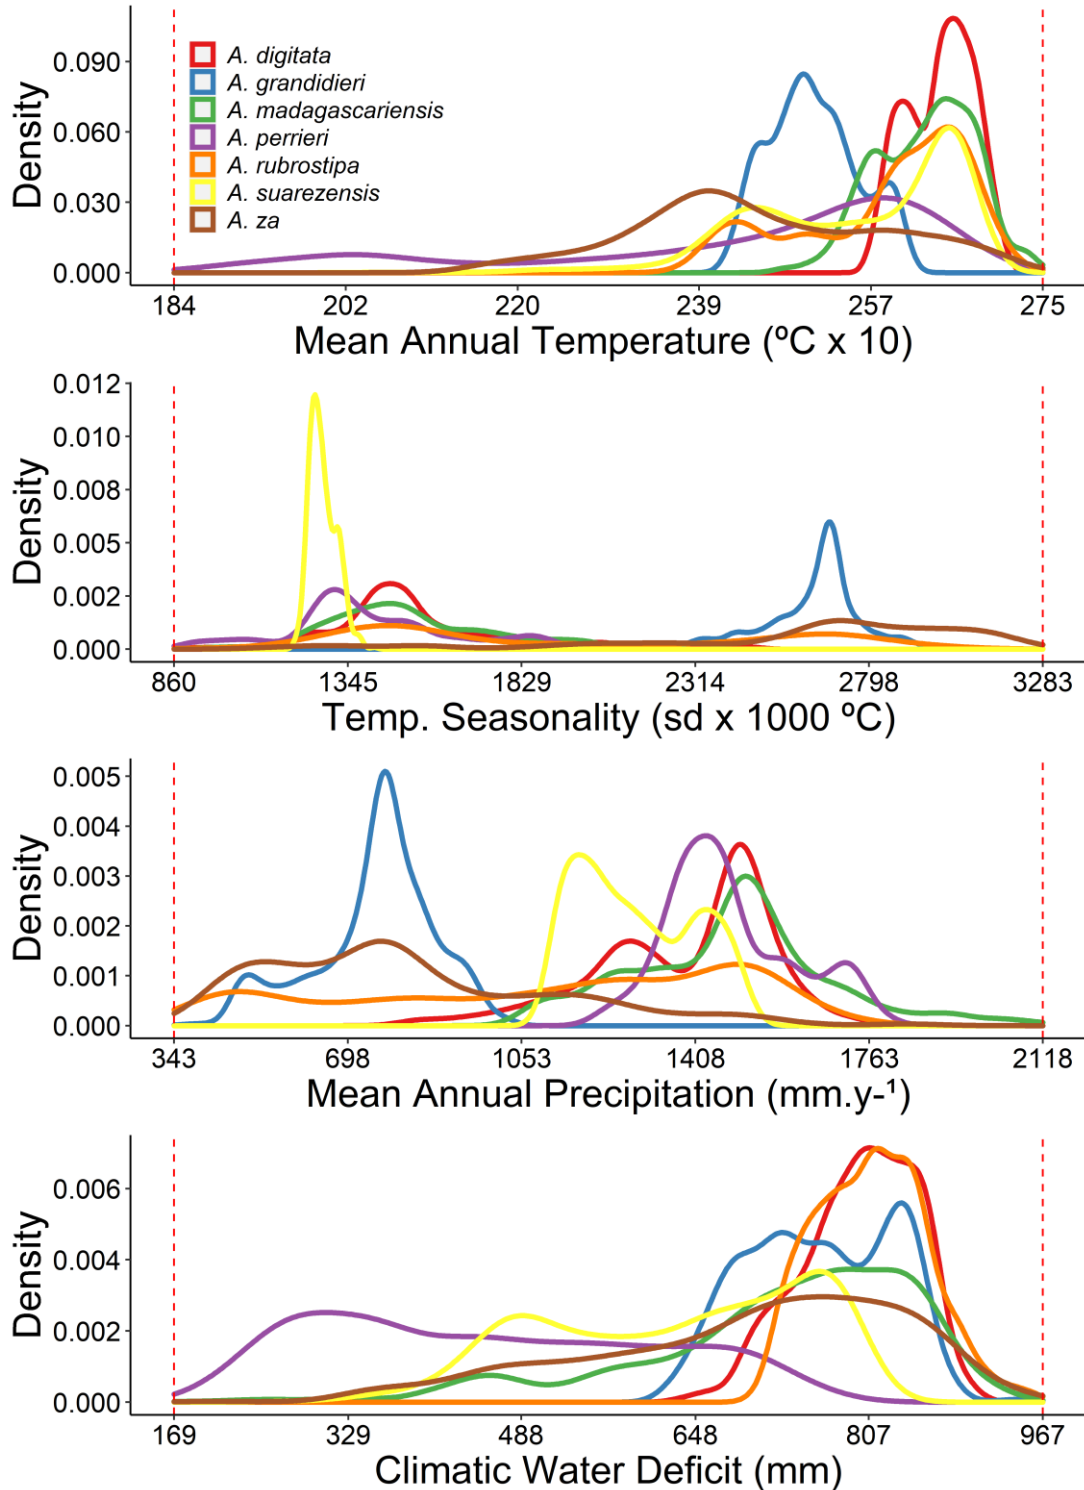 Density
0.090
0.060
0.030
0.000
A. digitata
A. grandidieri
A. madagascariensis
A. perrieri
A. rubrostipa
A. suarezensis
A. za
184 202 220 239 257 275
Mean Annual Temperature (ºC x 10)
Density
0.012
0.010
0.008
0.005
0.002
0.000
860 1345 1829 2314 2798 3283
Temp. Seasonality (sd x 1000 ºC)
Density
0.005
0.004
0.003
0.002
0.001
0.000
343 698 1053 1408 1763 2118
Mean Annual Precipitation (mm.y-¹)
Density
0.006
0.004
0.002
0.000
169 329 488 648 807 967
Climatic Water Deficit (mm)